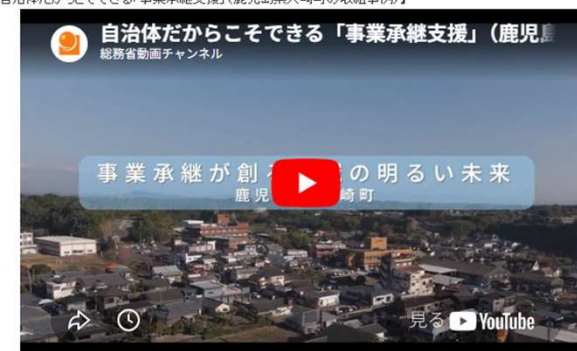 自治体だからこそできる「事業承継支援」（鹿児島
総務省動画チャンネル
事業承継が創
の明るい未来
鹿児
崎町
見る YouTube